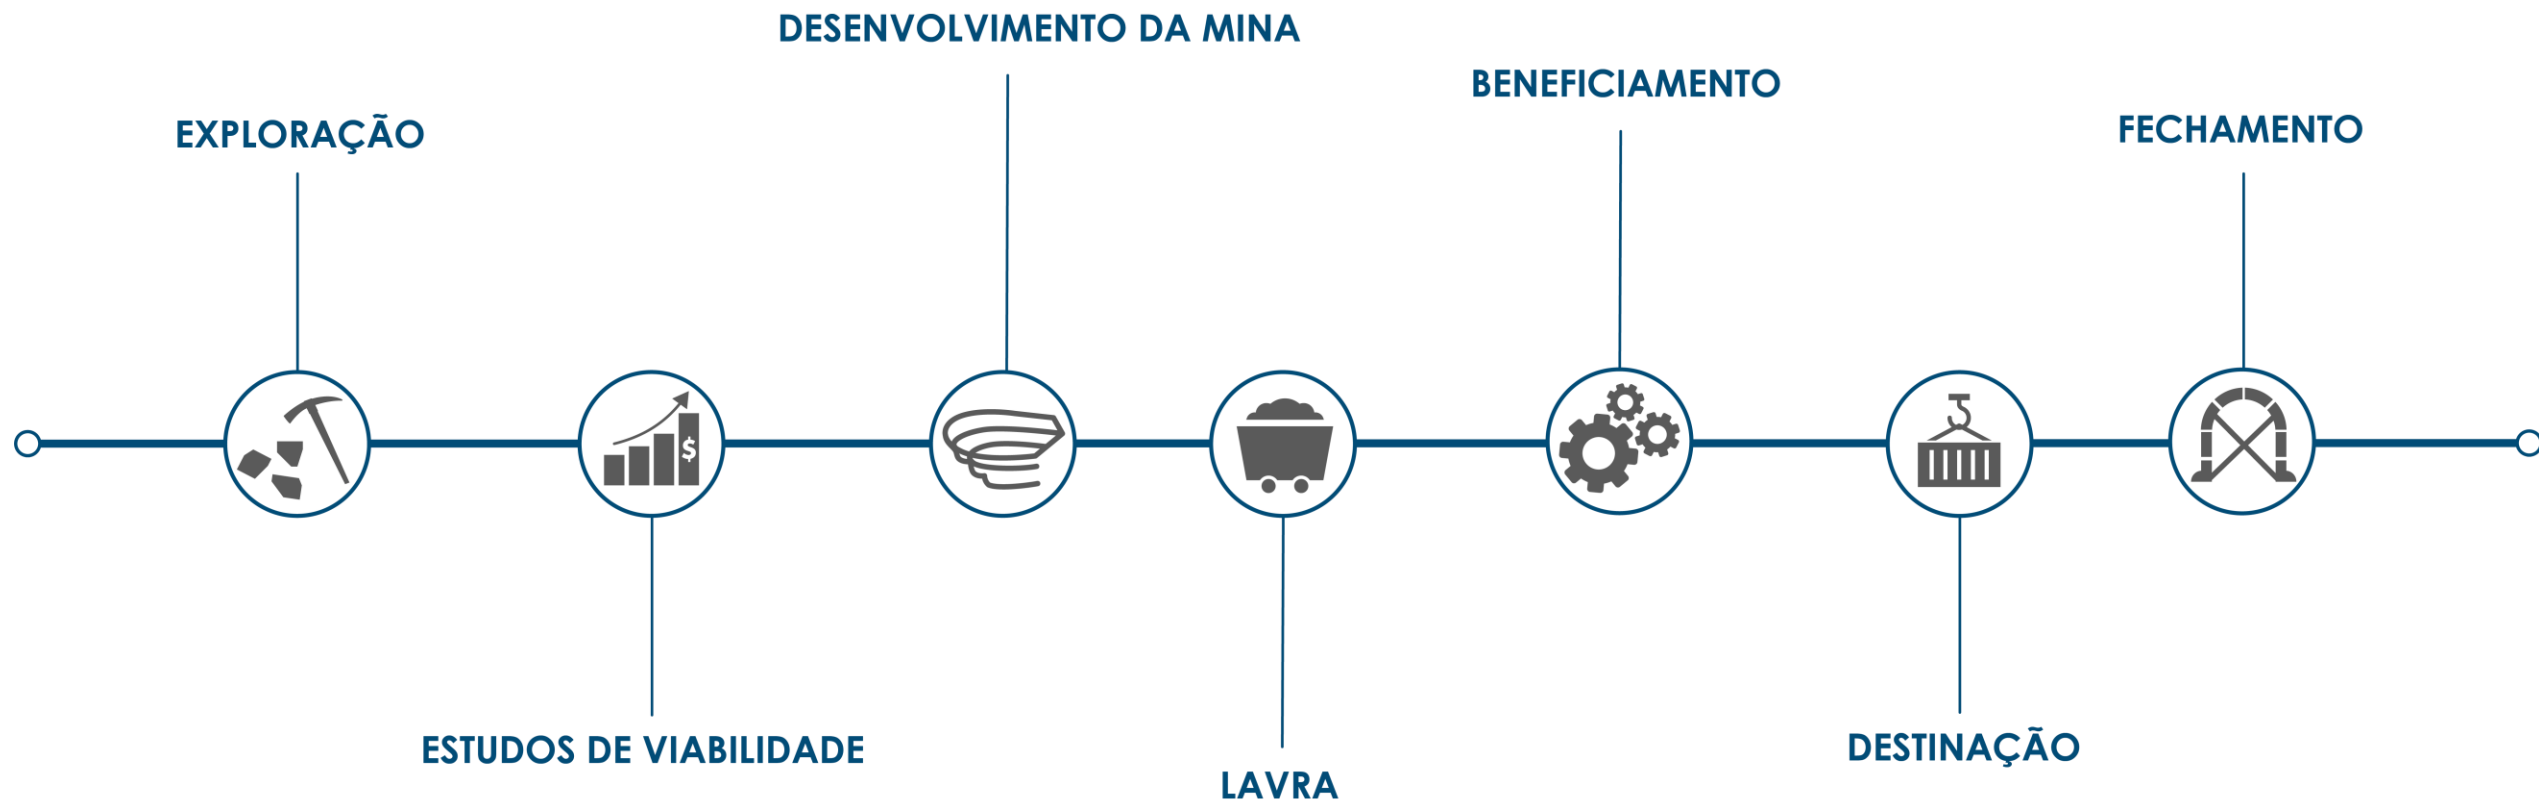 EXPLORAÇÃO
ESTUDOS DE VIABILIDADE
DESENVOLVIMENTO DA MINA
LAVRA
BENEFICIAMENTO
DESTINAÇÃO
FECHAMENTO
$